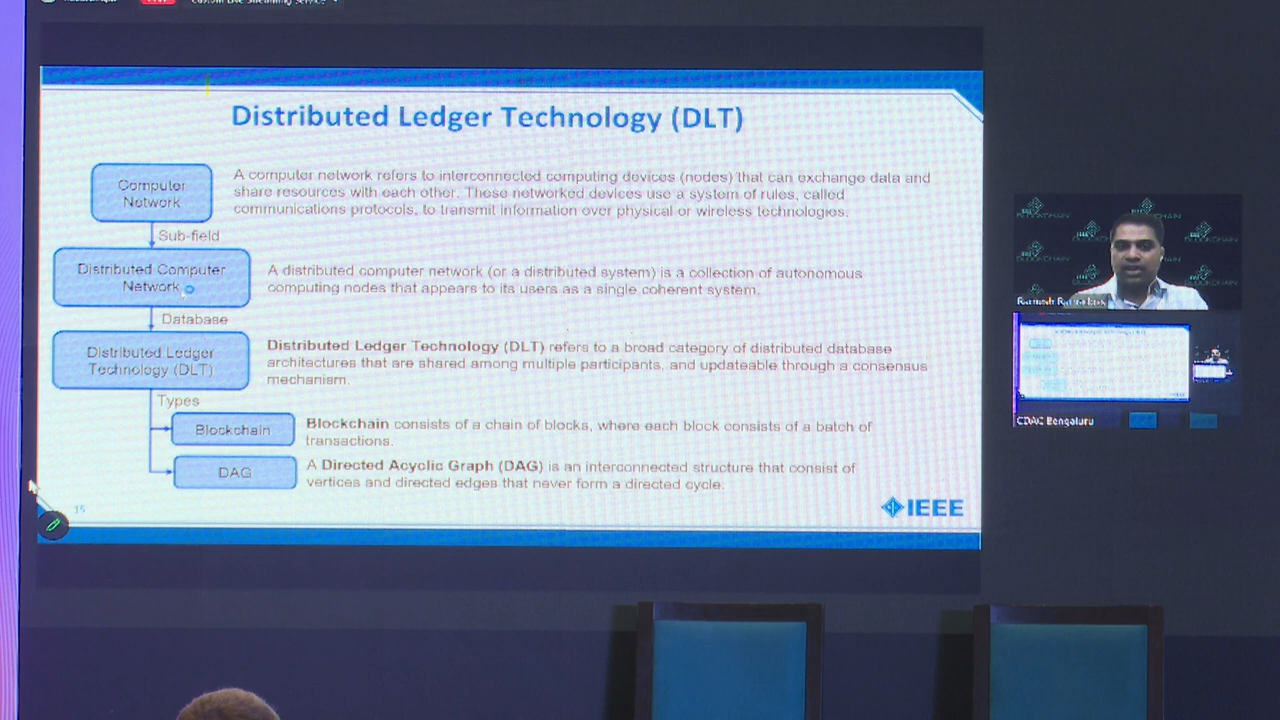 Custom Live Streaming Service
Distributed Ledger Technology (DLT)
Computer
Network
A computer network refers to interconnected computing devices (nodes) that can exchange data and
share resources with each other. These networked devices use a system of rules, called
communications protocols, to transmit information over physical or wireless technologies.
Sub-field
Distributed Computer
Network
A distributed computer network (or a distributed system) is a collection of autonomous
computing nodes that appears to its users as a single coherent system.
Database
Distributed Ledger
Technology (DLT)
Distributed Ledger Technology (DLT) refers to a broad category of distributed database
architectures that are shared among multiple participants, and updateable through a consensus
mechanism.
Types
Blockchain
Blockchain consists of a chain of blocks, where each block consists of a batch of
transactions.
DAG
A Directed Acyclic Graph (DAG) is an interconnected structure that consist of
vertices and directed edges that never form a directed cycle.
15
IEEE
BLOCKCHAIN
Ramesh
CDAC Bengaluru